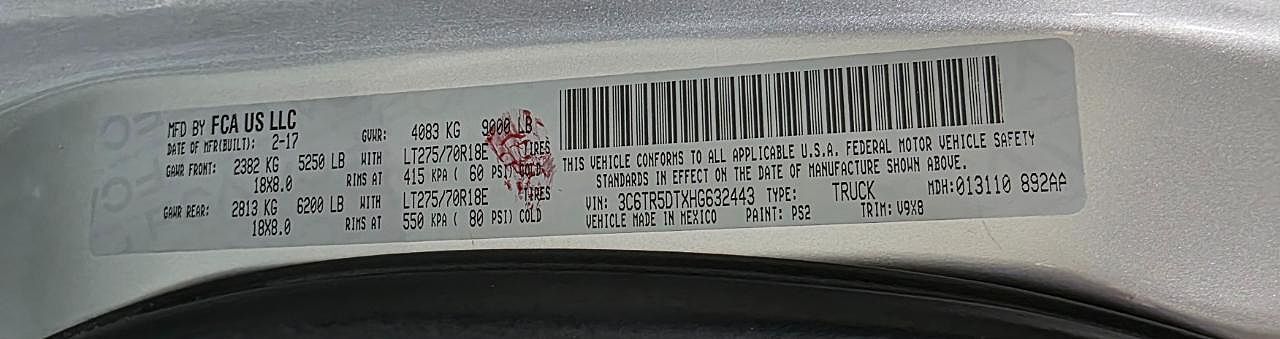 MFD BY FCA US LLC
DATE OF MFR(BUILT): 2-17
GVWR: 4083 KG 9000 LB
GAWR FRONT: 2382 KG 5250 LB WITH LT275/70R18E TIRES
18X8.0 RIMS AT 415 KPA ( 60 PSI) COLD
GAWR REAR: 2813 KG 6200 LB WITH LT275/70R18E TIRES
18X8.0 RIMS AT 550 KPA ( 80 PSI) COLD
THIS VEHICLE CONFORMS TO ALL APPLICABLE U.S.A. FEDERAL MOTOR VEHICLE SAFETY
STANDARDS IN EFFECT ON THE DATE OF MANUFACTURE SHOWN ABOVE.
VIN: 3C6TR5DTXHG632443 TYPE: TRUCK MDH:013110 892AA
VEHICLE MADE IN MEXICO PAINT: PS2 TRIM: V9X8